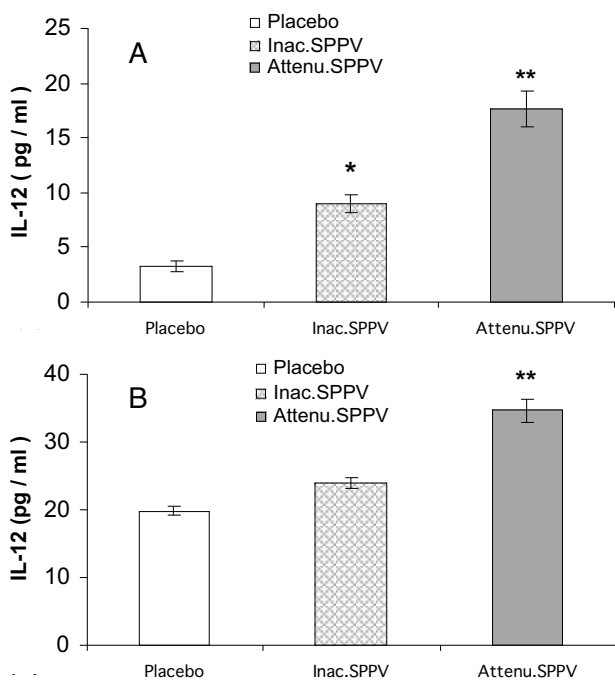 25
20
15
10
5
0
IL-12 ( pg / ml )
A
Placebo
Inac.SPPV
Attenu.SPPV
*
**
Placebo
Inac.SPPV
Attenu.SPPV
40
30
20
10
0
IL-12 (pg / ml )
B
Placebo
Inac.SPPV
Attenu.SPPV
**
Placebo
Inac.SPPV
Attenu.SPPV